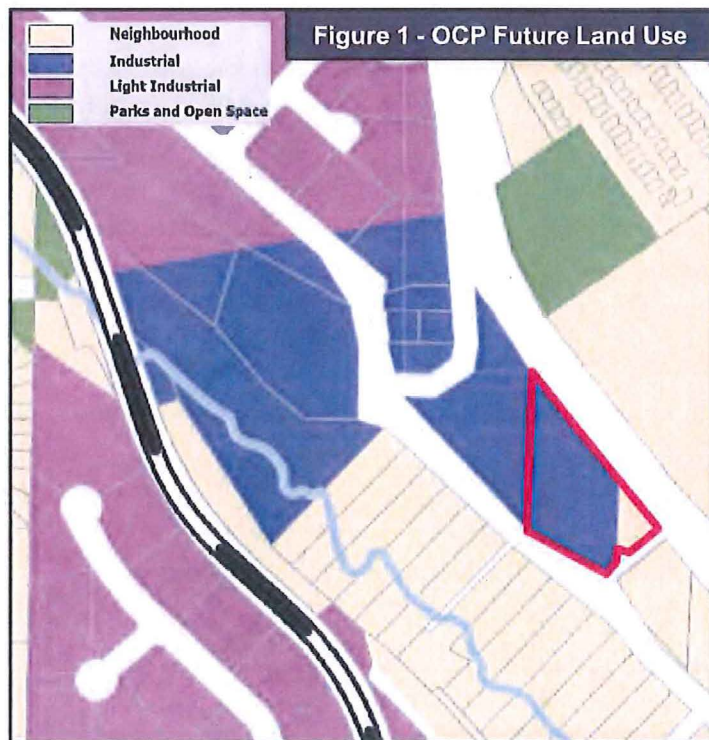 Figure 1 - OCP Future Land Use
Neighbourhood
Industrial
Light Industrial
Parks and Open Space